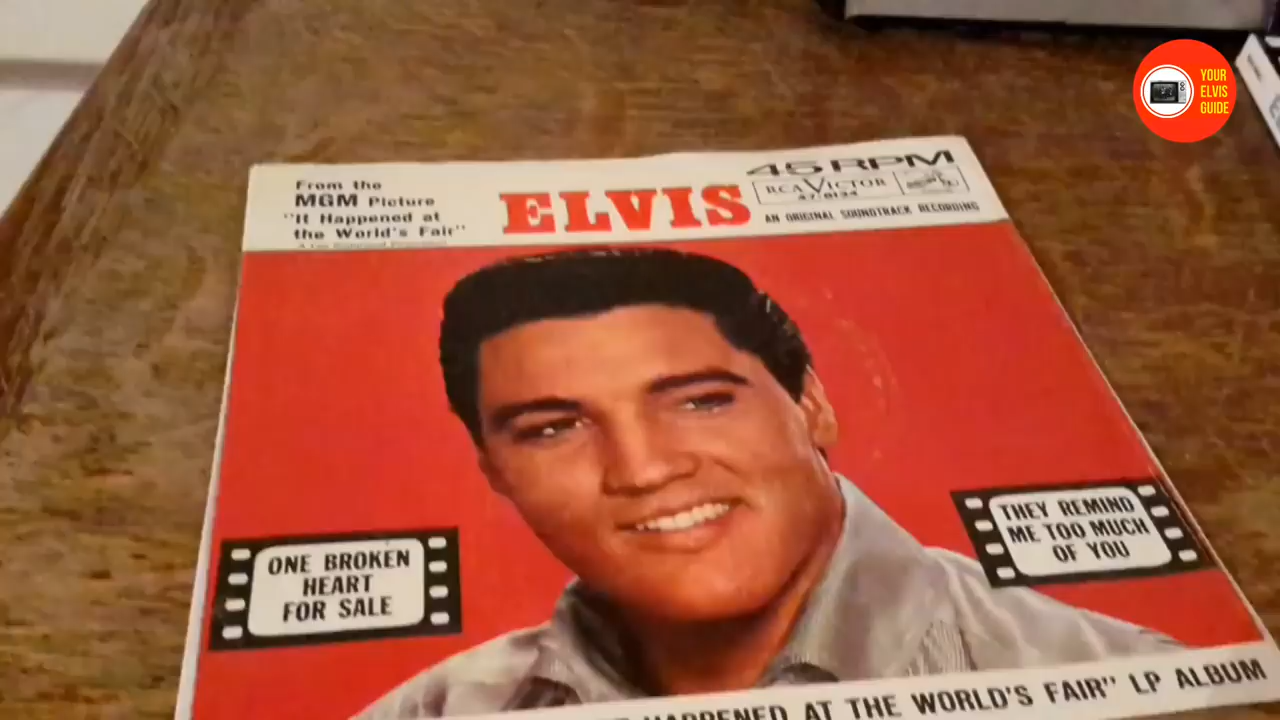 YOUR
ELVIS
GUIDE
From the
MGM Picture
"It Happened at
the World's Fair"
ELVIS
45 RPM
RCA VICTOR
47-8134
AN ORIGINAL SOUNDTRACK RECORDING
ONE BROKEN
HEART
FOR SALE
THEY REMIND
ME TOO MUCH
OF YOU
HAPPENED AT THE WORLD'S FAIR" LP ALBUM